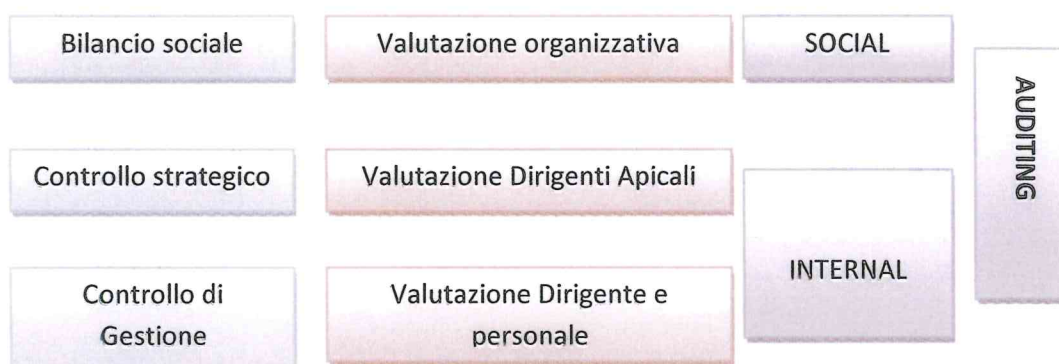 Bilancio sociale
Valutazione organizzativa
SOCIAL
AUDITING
Controllo strategico
Valutazione Dirigenti Apicali
INTERNAL
Controllo di
Gestione
Valutazione Dirigente e
personale